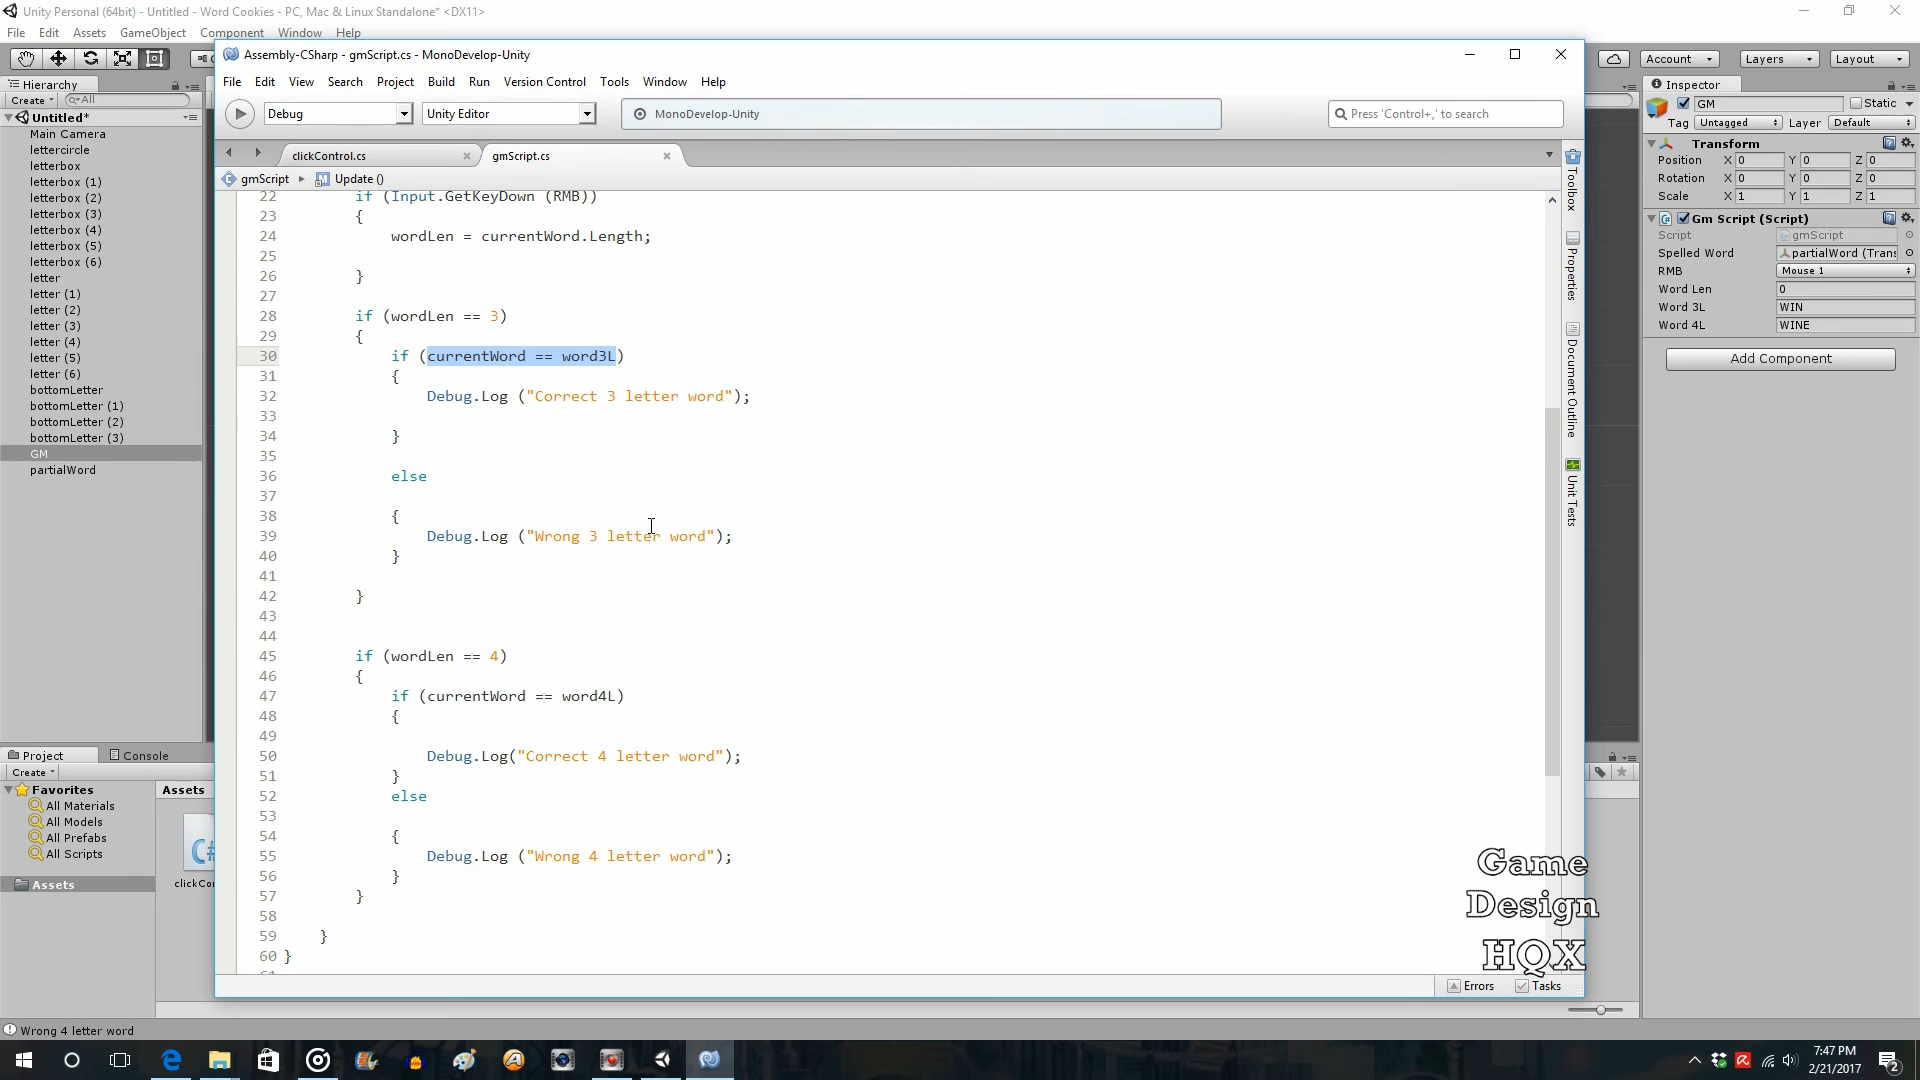 Unity Personal (64bit) - Untitled - Word Cookies - PC, Mac & Linux Standalone* <DX11>
File Edit Assets GameObject Component Window Help
Account Layers Layout
Assembly-CSharp - gmScript.cs - MonoDevelop-Unity
File Edit View Search Project Build Run Version Control Tools Window Help
Debug
Unity Editor
MonoDevelop-Unity
Press 'Control+,' to search
clickControl.cs
gmScript.cs
gmScript
Update ()
Hierarchy
Create
All
Untitled*
Main Camera
lettercircle
letterbox
letterbox (1)
letterbox (2)
letterbox (3)
letterbox (4)
letterbox (5)
letterbox (6)
letter
letter (1)
letter (2)
letter (3)
letter (4)
letter (5)
letter (6)
bottomLetter
bottomLetter (1)
bottomLetter (2)
bottomLetter (3)
GM
partialWord
22 if (Input.GetKeyDown (RMB))
23 {
24 wordLen = currentWord.Length;
25
26 }
27
28 if (wordLen == 3)
29 {
30 if (currentWord == word3L)
31 {
32 Debug.Log ("Correct 3 letter word");
33
34 }
35
36 else
37
38 {
39 Debug.Log ("Wrong 3 letter word");
40 }
41
42 }
43
44
45 if (wordLen == 4)
46 {
47 if (currentWord == word4L)
48 {
49
50 Debug.Log("Correct 4 letter word");
51 }
52 else
53
54 {
55 Debug.Log ("Wrong 4 letter word");
56 }
57 }
58
59 }
60 }
Toolbox
Properties
Document Outline
Unit Tests
Errors Tasks
Inspector
GM
Static
Tag Untagged Layer Default
Transform
Position X 0 Y 0 Z 0
Rotation X 0 Y 0 Z 0
Scale X 1 Y 1 Z 1
Gm Script (Script)
Script gmScript
Spelled Word partialWord (Trans
RMB Mouse 1
Word Len 0
Word 3L WIN
Word 4L WINE
Add Component
Project Console
Create
Favorites
All Materials
All Models
All Prefabs
All Scripts
Assets
Assets
C#
clickCo
Game
Design
HQX
Wrong 4 letter word
7:47 PM
2/21/2017
2